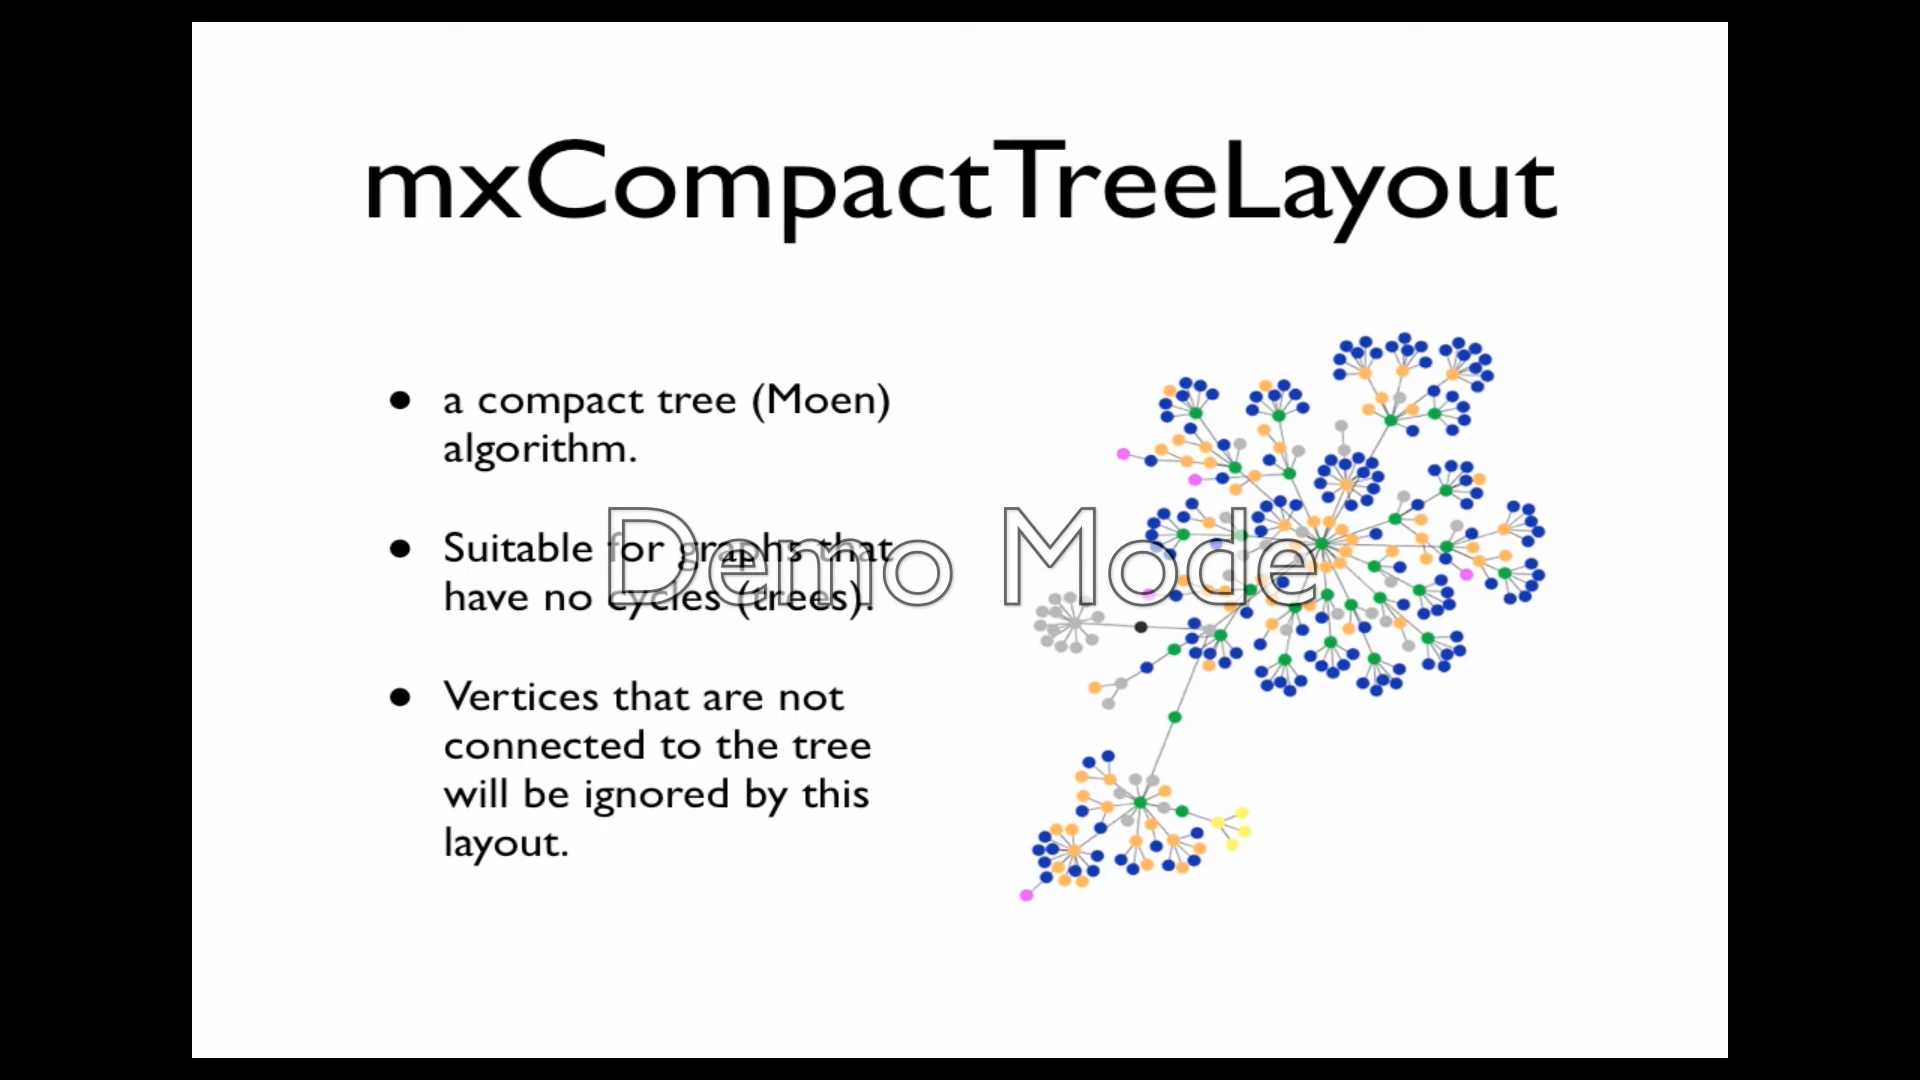 mxCompactTreeLayout
• a compact tree (Moen)
algorithm.
• Suitable for graphs that
have no cycles (trees).
• Vertices that are not
connected to the tree
will be ignored by this
layout.
Demo Mode